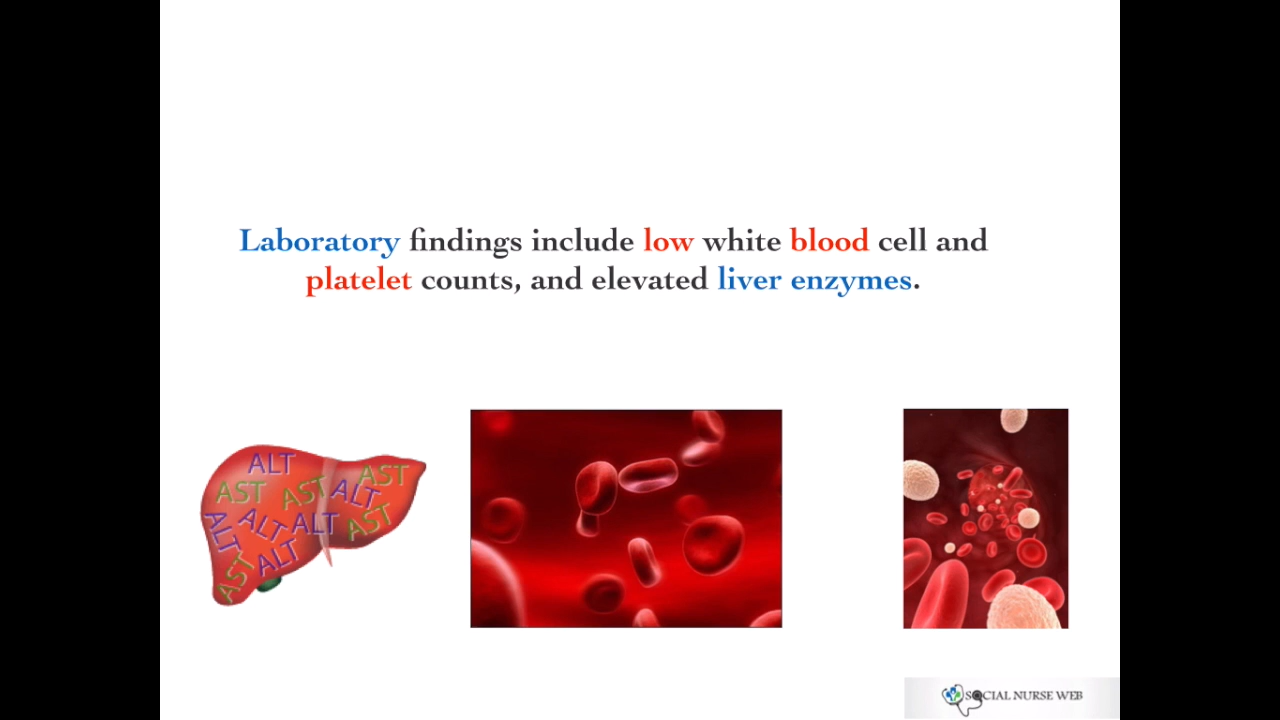 Laboratory findings include low white blood cell and
platelet counts, and elevated liver enzymes.
ALT
AST
AST
AST
ALT
ALT
ALT
ALT
AST
ALT
AST
SOCIAL NURSE WEB